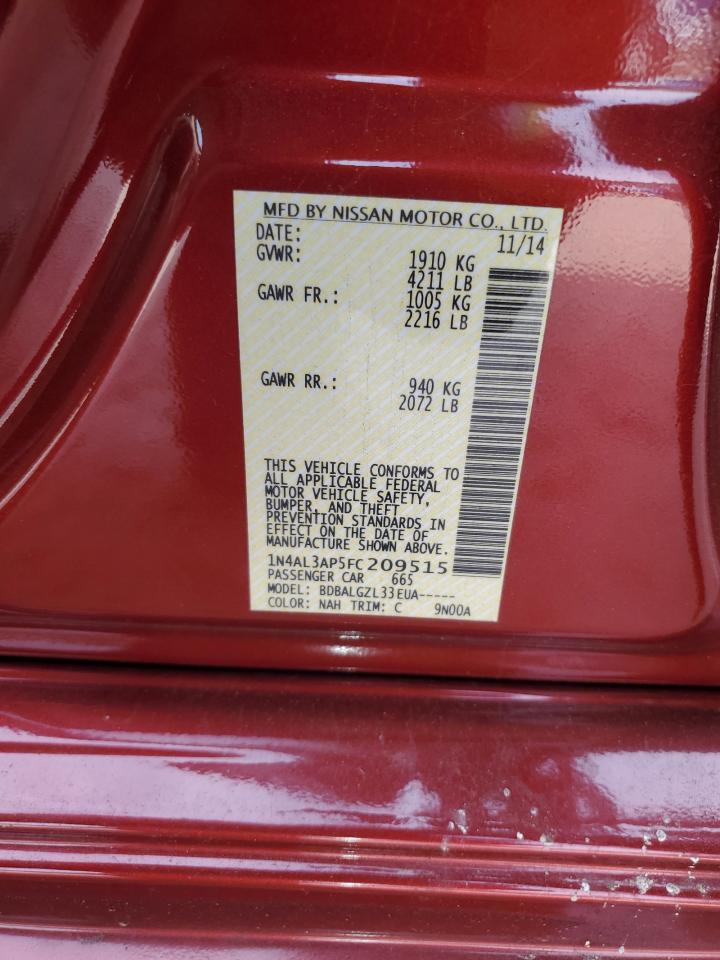 MFD BY NISSAN MOTOR CO., LTD.
DATE: 11/14
GVWR: 1910 KG
4211 LB
GAWR FR.: 1005 KG
2216 LB
GAWR RR.: 940 KG
2072 LB
THIS VEHICLE CONFORMS TO
ALL APPLICABLE FEDERAL
MOTOR VEHICLE SAFETY,
BUMPER, AND THEFT
PREVENTION STANDARDS IN
EFFECT ON THE DATE OF
MANUFACTURE SHOWN ABOVE.
1N4AL3AP5FC209515
PASSENGER CAR 665
MODEL: BDBALGZL33EUA-----
COLOR: NAH TRIM: C 9N00A